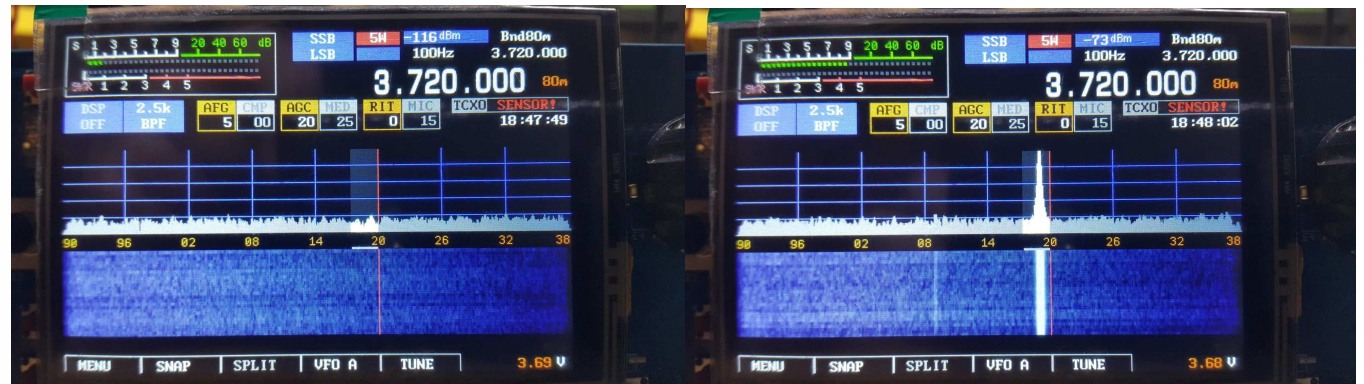 S 1 3 5 7 9 20 40 60 dB
SWR 1 2 3 4 5
SSB 5W -116 dBm Bnd80m
LSB 100Hz 3.720.000
3.720.000 80m
DSP 2.5k AFG CMP AGC MED RIT MIC TCXO SENSOR!
OFF BPF 5 00 20 25 0 15 18:47:49
90 96 02 08 14 20 26 32 38
MENU SNAP SPLIT VFO A TUNE 3.69 V
S 1 3 5 7 9 20 40 60 dB
SWR 1 2 3 4 5
SSB 5W -73 dBm Bnd80m
LSB 100Hz 3.720.000
3.720.000 80m
DSP 2.5k AFG CMP AGC MED RIT MIC TCXO SENSOR!
OFF BPF 5 00 20 25 0 15 18:48:02
90 96 02 08 14 20 26 32 38
MENU SNAP SPLIT VFO A TUNE 3.68 V